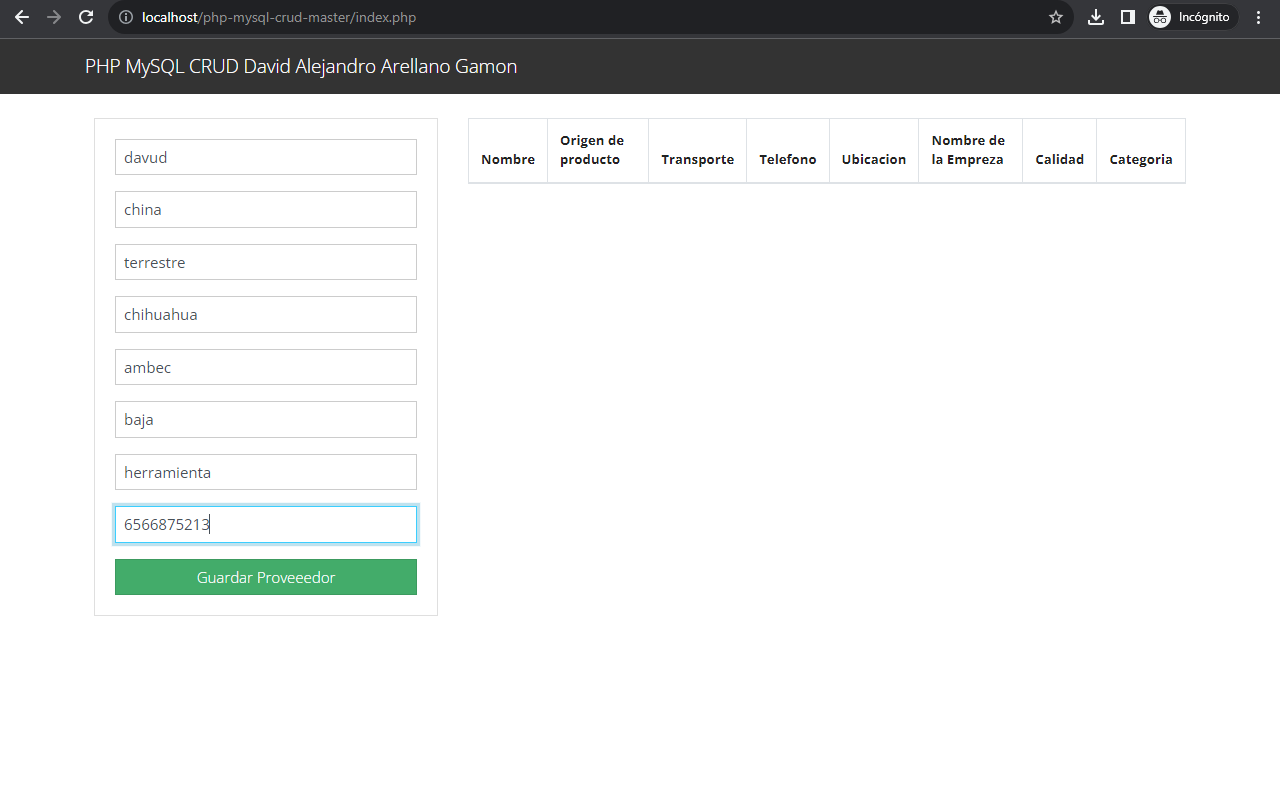 localhost/php-mysql-crud-master/index.php
Incógnito
PHP MySQL CRUD David Alejandro Arellano Gamon
davud
china
terrestre
chihuahua
ambec
baja
herramienta
6566875213
Guardar Proveeedor
Nombre
Origen de
producto
Transporte
Telefono
Ubicacion
Nombre de
la Empreza
Calidad
Categoria